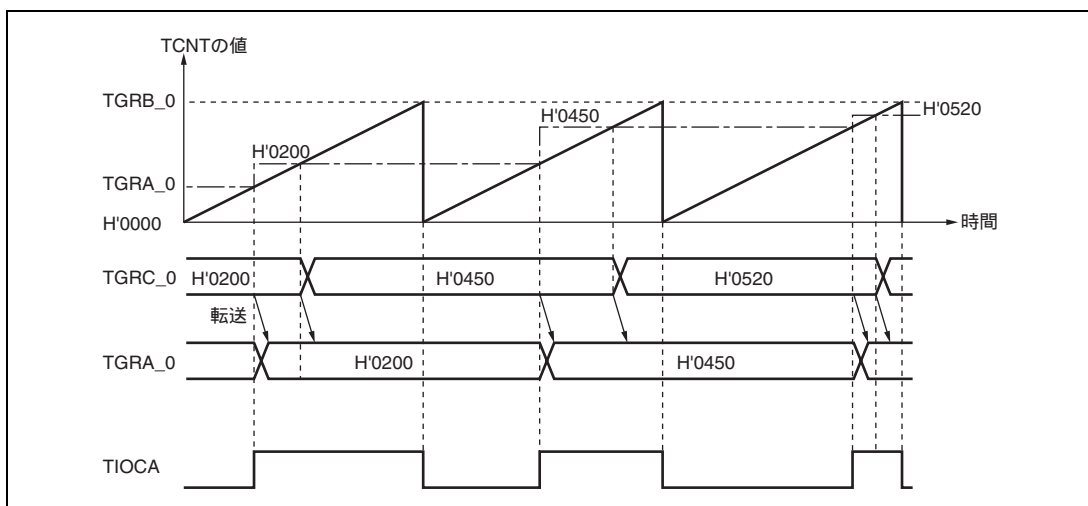 TCNTの値
TGRB_0
H'0520
H'0450
H'0200
TGRA_0
H'0000
時間
TGRC_0
H'0200
H'0450
H'0520
転送
TGRA_0
H'0200
H'0450
TIOCA